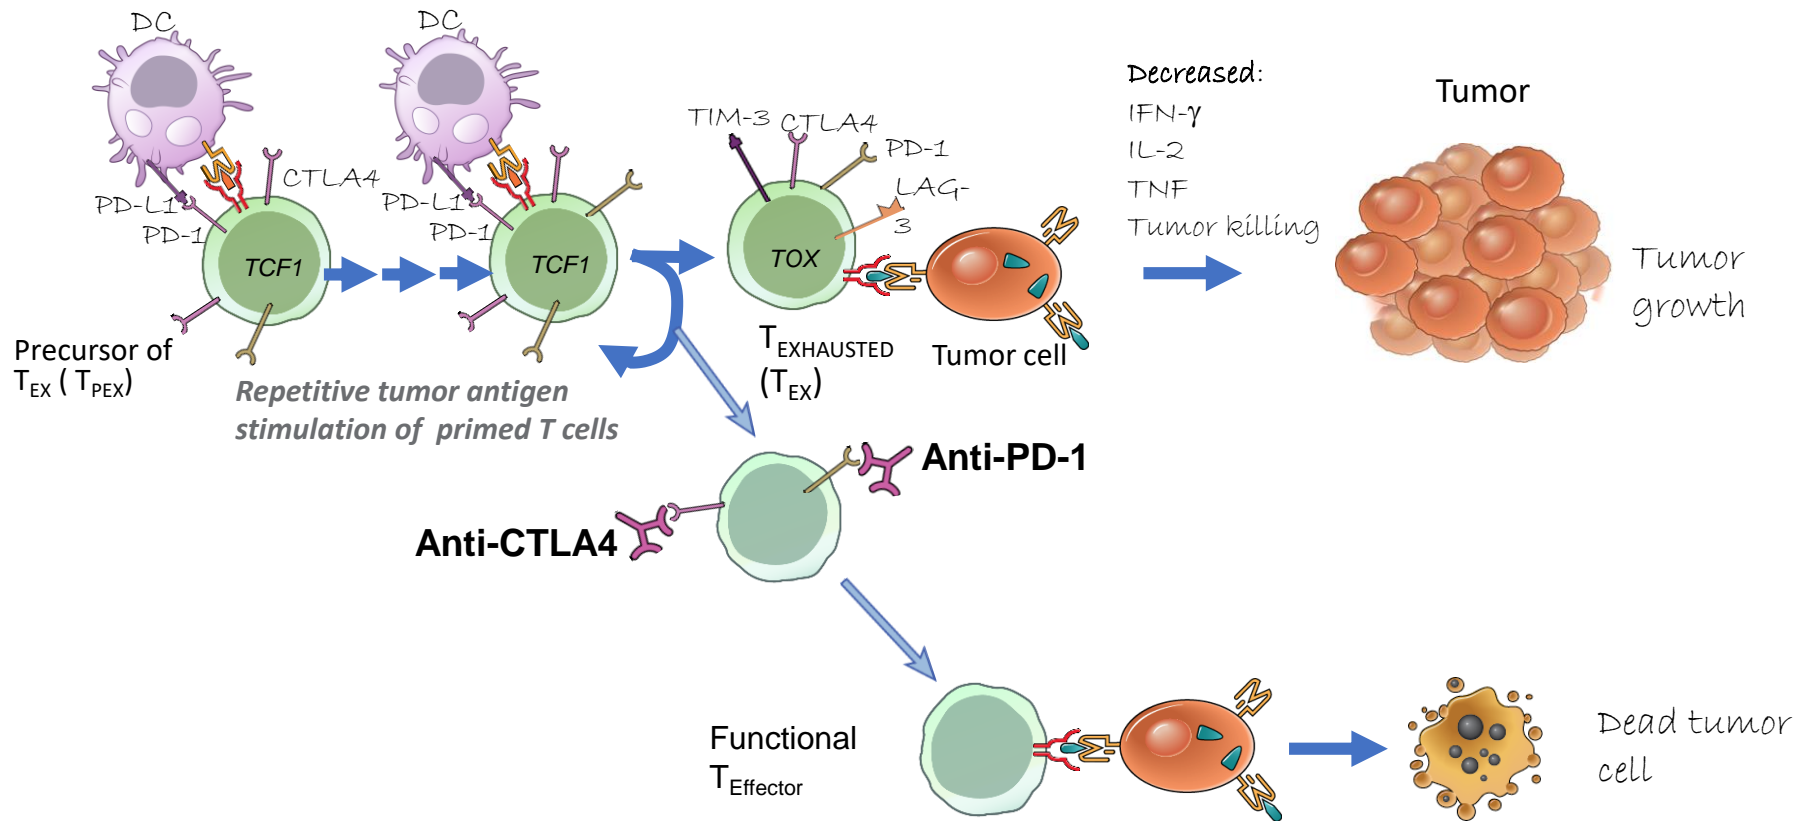 DC
DC
CTLA4
PD-L1
PD-1
TCF1
PD-L1
PD-1
TCF1
Precursor of
TEX ( TPEX)
Repetitive tumor antigen
stimulation of primed T cells
TIM-3
CTLA4
PD-1
LAG-
3
TOX
TEXHAUSTED
(TEX)
Tumor cell
Decreased:
IFN-γ
IL-2
TNF
Tumor killing
Tumor
Tumor
growth
Anti-PD-1
Anti-CTLA4
Functional
TEffector
Dead tumor
cell